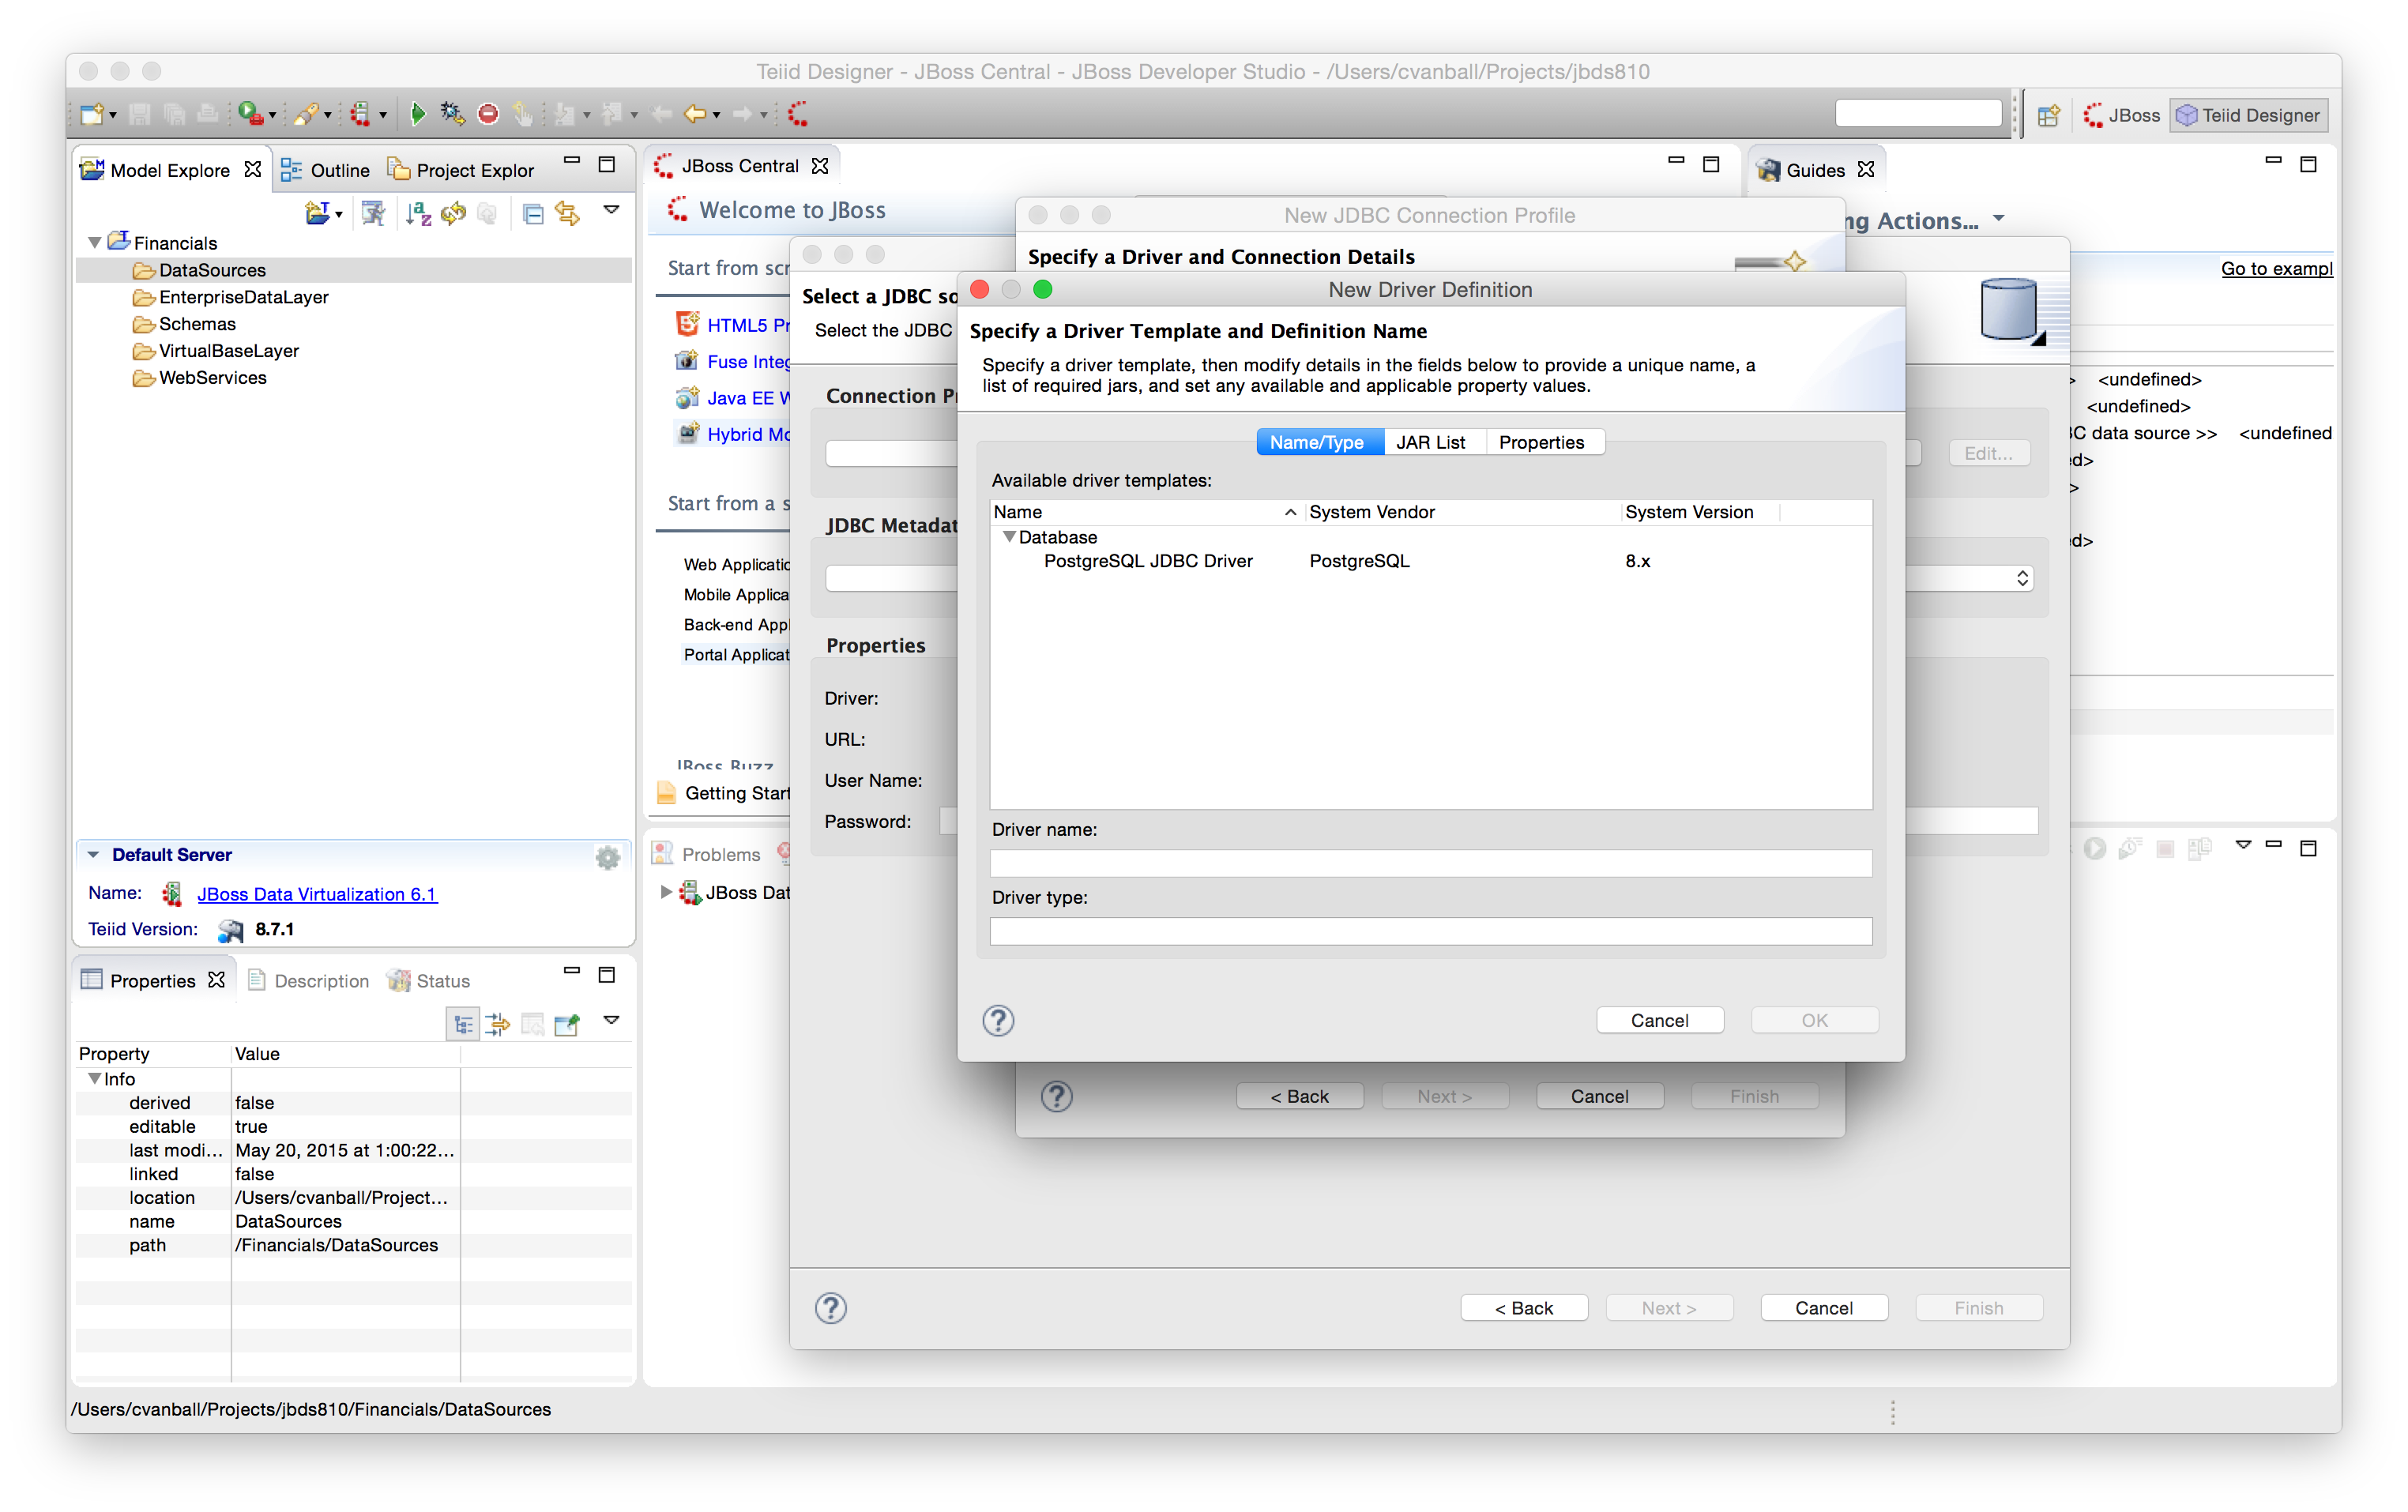 Teiid Designer - JBoss Central - JBoss Developer Studio - /Users/cvanball/Projects/jbds810
JBoss
Teiid Designer
Model Explore
Outline
Project Explor
Financials
DataSources
EnterpriseDataLayer
Schemas
VirtualBaseLayer
WebServices
JBoss Central
Welcome to JBoss
Start from scr
HTML5 Pr
Fuse Integ
Java EE W
Hybrid Mo
Start from a s
Web Applicatio
Mobile Applica
Back-end Appl
Portal Applicat
JBoss Buzz
Getting Start
Guides
ng Actions...
Go to exampl
> <undefined>
<undefined>
C data source >> <undefined
ed>
>
ed>
New JDBC Connection Profile
Specify a Driver and Connection Details
Select a JDBC so
Select the JDBC
Connection Pr
Edit...
JDBC Metadat
Properties
Driver:
URL:
User Name:
Password:
New Driver Definition
Specify a Driver Template and Definition Name
Specify a driver template, then modify details in the fields below to provide a unique name, a
list of required jars, and set any available and applicable property values.
Name/Type JAR List Properties
Available driver templates:
Name System Vendor System Version
Database
PostgreSQL JDBC Driver PostgreSQL 8.x
Driver name:
Driver type:
Cancel OK
< Back Next > Cancel Finish
< Back Next > Cancel Finish
Default Server
Name: JBoss Data Virtualization 6.1
Teiid Version: 8.7.1
Problems
JBoss Dat
Properties
Description
Status
Property Value
Info
derived false
editable true
last modi... May 20, 2015 at 1:00:22...
linked false
location /Users/cvanball/Project...
name DataSources
path /Financials/DataSources
/Users/cvanball/Projects/jbds810/Financials/DataSources